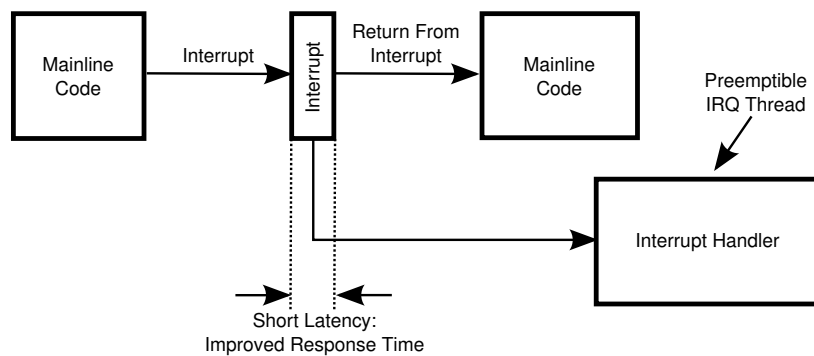 Mainline
Code
Interrupt
Interrupt
Return From
Interrupt
Mainline
Code
Preemptible
IRQ Thread
Interrupt Handler
Short Latency:
Improved Response Time